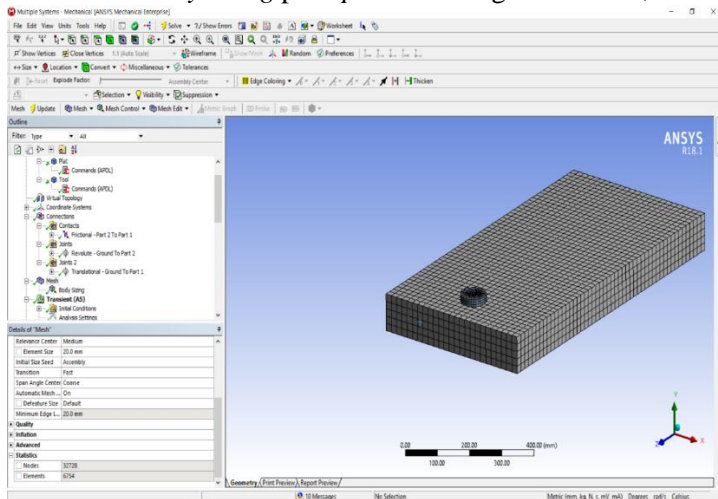 Multiple Systems - Mechanical [ANSYS Mechanical Enterprise]
File Edit View Units Tools Help
Solve ▾ ?/ Show Errors
Worksheet
Show Vertices Close Vertices 1.1 (Auto Scale) Wireframe Show Mesh Random Preferences
Size ▾ Location ▾ Convert ▾ Miscellaneous ▾ Tolerances
Reset Explode Factor: Assembly Center Edge Coloring ▾ Thicken
Selection ▾ Visibility ▾ Suppression ▾
Mesh Update Mesh ▾ Mesh Control ▾ Mesh Edit ▾ Metric Graph Probe
Outline
Filter: Type All
Plat
Commands (APDL)
Tool
Commands (APDL)
Virtual Topology
Coordinate Systems
Connections
Contacts
Frictional - Part 2 To Part 1
Joints
Revolute - Ground To Part 2
Joints 2
Translational - Ground To Part 1
Mesh
Body Sizing
Transient (A5)
Initial Conditions
Analysis Settings
Details of "Mesh"
Relevance Center Medium
Element Size 20.0 mm
Initial Size Seed Assembly
Transition Fast
Span Angle Center Coarse
Automatic Mesh ... On
Defeature Size Default
Minimum Edge L... 20.0 mm
Quality
Inflation
Advanced
Statistics
Nodes 32728
Elements 6754
ANSYS
R18.1
Y
Z
X
0.00 200.00 400.00 (mm)
100.00 300.00
Geometry Print Preview Report Preview
10 Messages No Selection Metric (mm, kg, N, s, mV, mA) Degrees rad/s Celsius